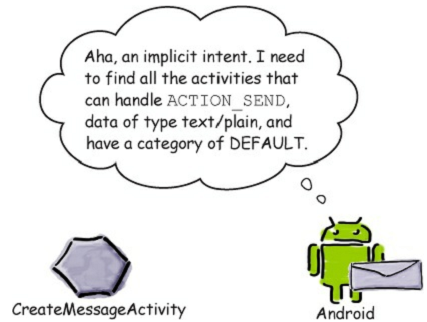 Aha, an implicit intent. I need
to find all the activities that
can handle ACTION_SEND,
data of type text/plain, and
have a category of DEFAULT.
CreateMessageActivity
Android